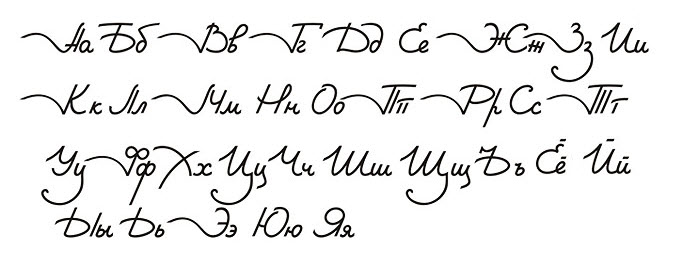 Аа Бб Вв Гг Дд Ее Жж Зз Ии
Кк Лл Мм Нн Оо Пп Рр Сс Тт
Уу Фф Хх Цц Чч Шш Щщ Ъъ Ёё Йй
Ыы Ьь Ээ Юю Яя